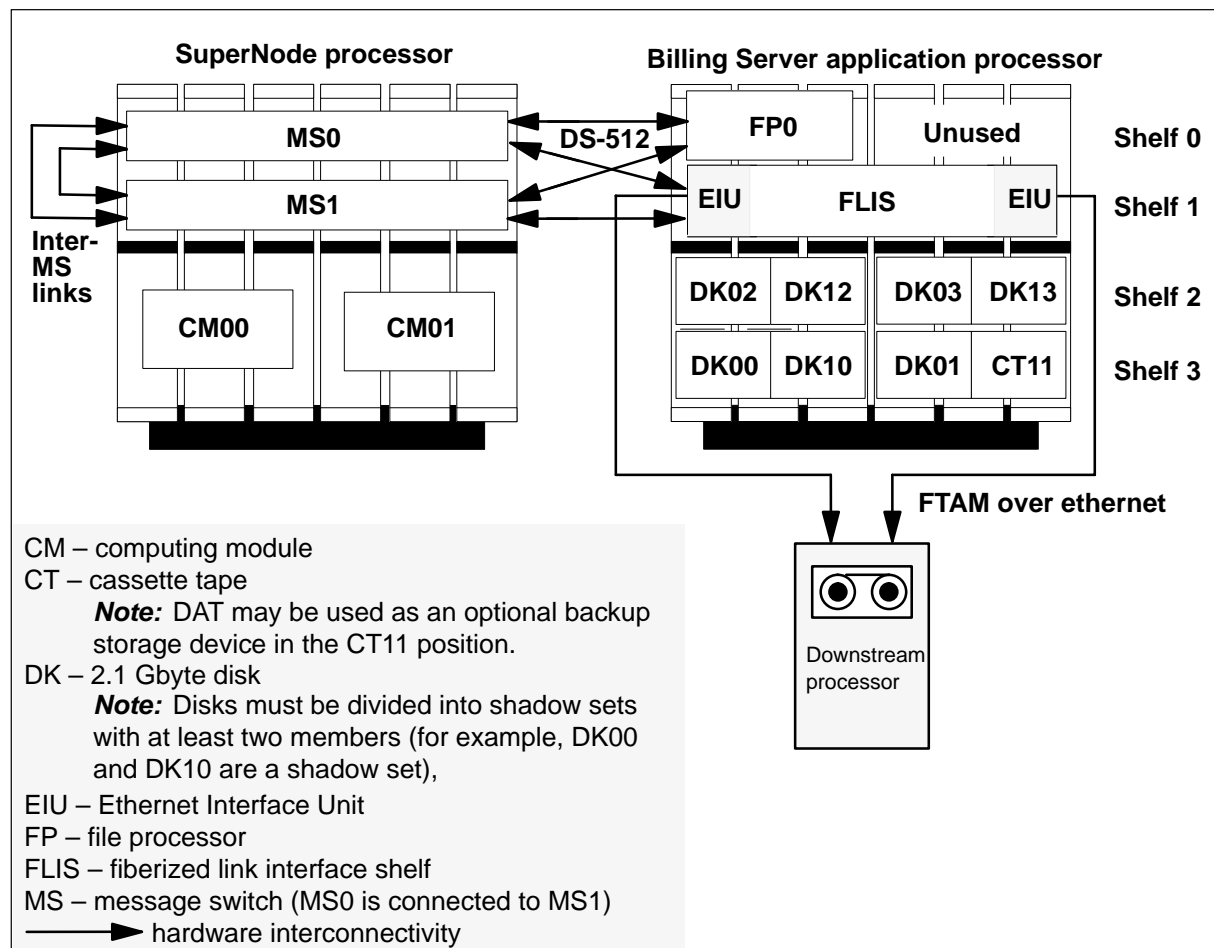 SuperNode processor
Billing Server application processor
MS0
DS-512
FP0
Unused
Shelf 0
MS1
EIU
FLIS
EIU
Shelf 1
Inter-
MS
links
CM00
CM01
DK02
DK12
DK03
DK13
Shelf 2
DK00
DK10
DK01
CT11
Shelf 3
FTAM over ethernet
Downstream
processor
CM – computing module
CT – cassette tape
Note: DAT may be used as an optional backup
storage device in the CT11 position.
DK – 2.1 Gbyte disk
Note: Disks must be divided into shadow sets
with at least two members (for example, DK00
and DK10 are a shadow set),
EIU – Ethernet Interface Unit
FP – file processor
FLIS – fiberized link interface shelf
MS – message switch (MS0 is connected to MS1)
hardware interconnectivity